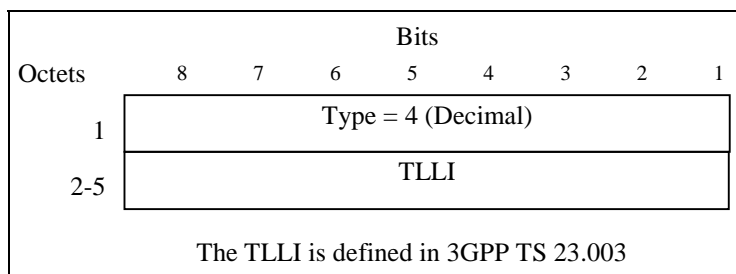 Bits
Octets 8 7 6 5 4 3 2 1
1 Type = 4 (Decimal)
2-5 TLLI
The TLLI is defined in 3GPP TS 23.003